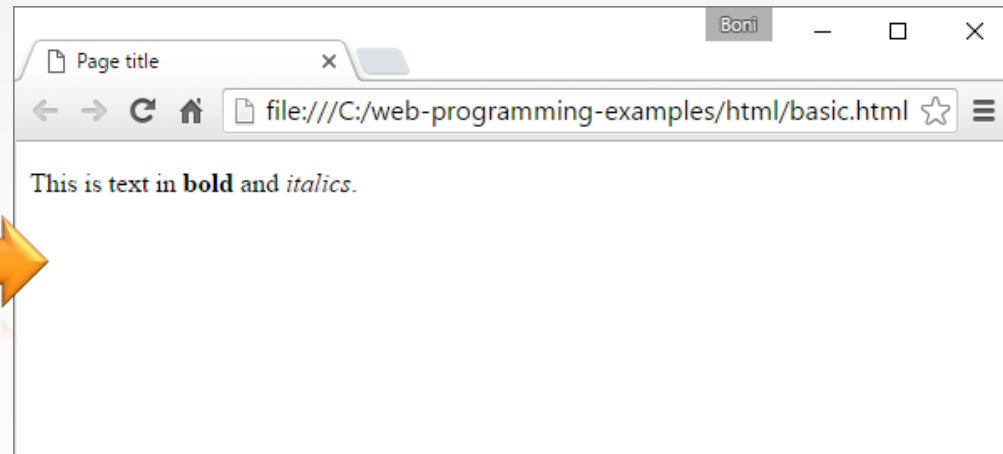 Boni
Page title
file:///C:/web-programming-examples/html/basic.html
This is text in bold and italics.